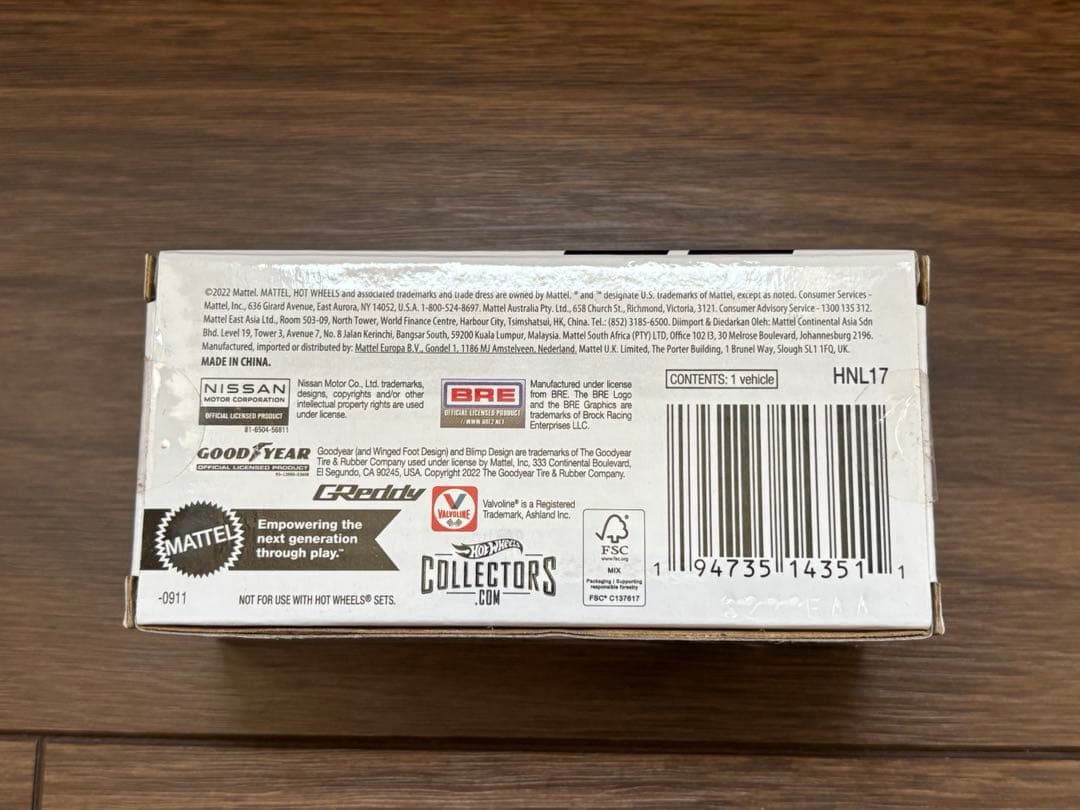 ©2022 Mattel. MATTEL, HOT WHEELS and associated trademarks and trade dress are owned by Mattel. ® and ™ designate U.S. trademarks of Mattel, except as noted. Consumer Services -
Mattel, Inc., 636 Girard Avenue, East Aurora, NY 14052, U.S.A. 1-800-524-8697. Mattel Australia Pty. Ltd., 658 Church St., Richmond, Victoria, 3121. Consumer Advisory Service - 1300 135 312.
Mattel East Asia Ltd., Room 503-09, North Tower, World Finance Centre, Harbour City, Tsimshatsui, HK, China. Tel.: (852) 3185-6500. Diimport & Diedarkan Oleh: Mattel Continental Asia Sdn
Bhd. Level 19, Tower 3, Avenue 7, No. 8 Jalan Kerinchi, Bangsar South, 59200 Kuala Lumpur, Malaysia. Mattel South Africa (PTY) LTD, Office 102 I3, 30 Melrose Boulevard, Johannesburg 2196.
Manufactured, imported or distributed by: Mattel Europa B.V., Gondel 1, 1186 MJ Amstelveen, Nederland. Mattel U.K. Limited, The Porter Building, 1 Brunel Way, Slough SL1 1FQ, UK.
MADE IN CHINA.
NISSAN
MOTOR CORPORATION
OFFICIAL LICENSED PRODUCT
81-6504-56811
Nissan Motor Co., Ltd. trademarks,
designs, copyrights and/or other
intellectual property rights are used
under license.
BRE
OFFICIAL LICENSED PRODUCT
//WWW.BRE2.NET
Manufactured under license
from BRE. The BRE Logo
and the BRE Graphics are
trademarks of Brock Racing
Enterprises LLC.
CONTENTS: 1 vehicle
HNL17
GOODYEAR
OFFICIAL LICENSED PRODUCT
Goodyear (and Winged Foot Design) and Blimp Design are trademarks of The Goodyear
Tire & Rubber Company used under license by Mattel, Inc, 333 Continental Boulevard,
El Segundo, CA 90245, USA. Copyright 2022 The Goodyear Tire & Rubber Company.
GReddy
VALVOLINE
Valvoline® is a Registered
Trademark, Ashland Inc.
MATTEL
Empowering the
next generation
through play.™
HOT WHEELS
COLLECTORS
.COM
FSC
www.fsc.org
MIX
Packaging | Supporting
responsible forestry
FSC® C137617
1 94735 14351 1
-0911
NOT FOR USE WITH HOT WHEELS® SETS.